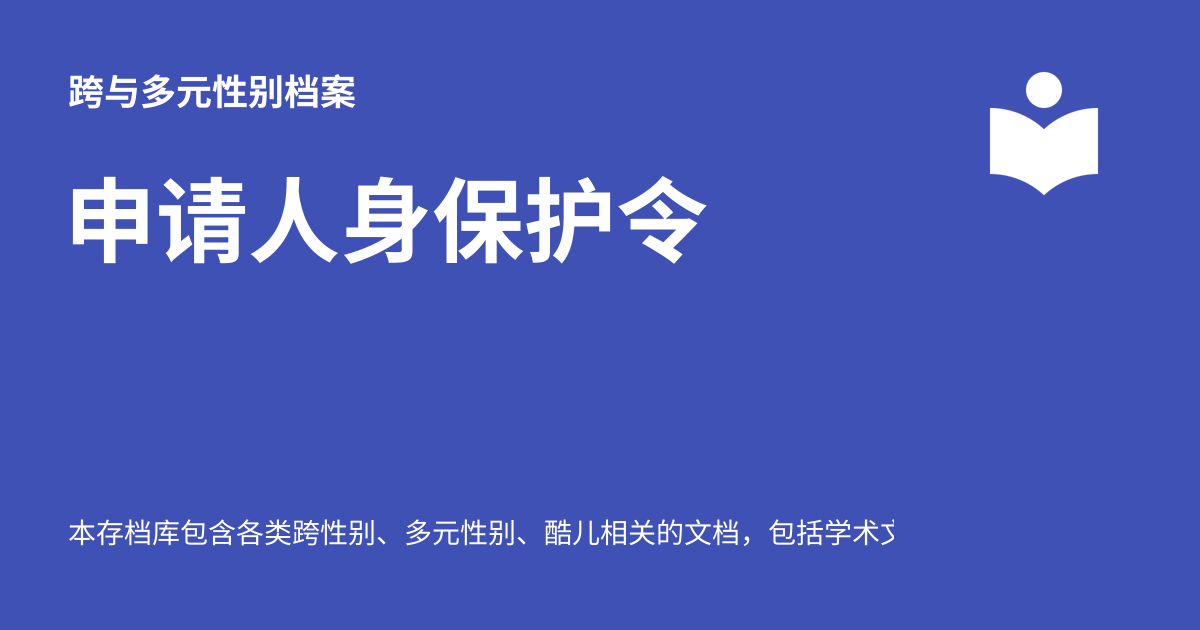 跨与多元性别档案
申请人身保护令
本存档库包含各类跨性别、多元性别、酷儿相关的文档，包括学术